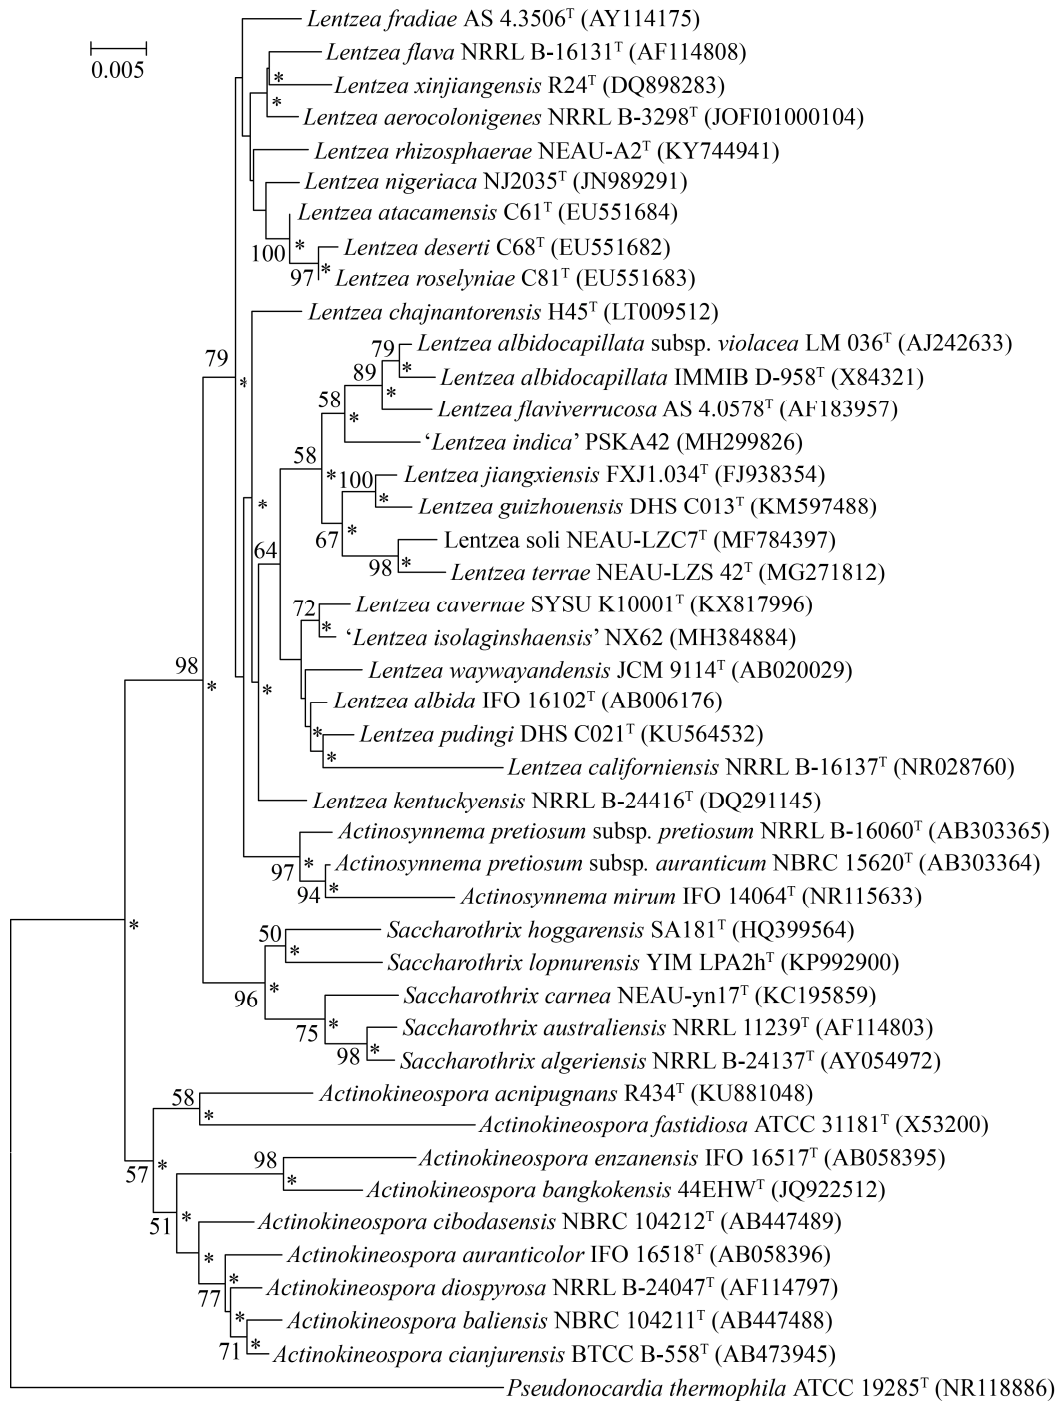 Lentzea fradiae AS 4.3506T (AY114175)
0.005
Lentzea flava NRRL B-16131T (AF114808)
*
Lentzea xinjiangensis R24T (DQ898283)
*
Lentzea aerocolonigenes NRRL B-3298T (JOFI01000104)
Lentzea rhizosphaerae NEAU-A2T (KY744941)
Lentzea nigeriaca NJ2035T (JN989291)
Lentzea atacamensis C61T (EU551684)
100 *
Lentzea deserti C68T (EU551682)
97 *
Lentzea roselyniae C81T (EU551683)
Lentzea chajnantorensis H45T (LT009512)
79 Lentzea albidocapillata subsp. violacea LM 036T (AJ242633)
79 *
89 *
Lentzea albidocapillata IMMIB D-958T (X84321)
*
58 *
Lentzea flaviverrucosa AS 4.0578T (AF183957)
‘Lentzea indica’ PSKA42 (MH299826)
58 *
100 *
Lentzea jiangxiensis FXJ1.034T (FJ938354)
*
Lentzea guizhouensis DHS C013T (KM597488)
67 *
Lentzea soli NEAU-LZC7T (MF784397)
64
98 *
Lentzea terrae NEAU-LZS 42T (MG271812)
72 *
Lentzea cavernae SYSU K10001T (KX817996)
‘Lentzea isolaginshaensis’ NX62 (MH384884)
98 *
Lentzea waywayandensis JCM 9114T (AB020029)
*
Lentzea albida IFO 16102T (AB006176)
*
Lentzea pudingi DHS C021T (KU564532)
*
Lentzea californiensis NRRL B-16137T (NR028760)
Lentzea kentuckyensis NRRL B-24416T (DQ291145)
Actinosynnema pretiosum subsp. pretiosum NRRL B-16060T (AB303365)
97 *
Actinosynnema pretiosum subsp. auranticum NBRC 15620T (AB303364)
94 *
Actinosynnema mirum IFO 14064T (NR115633)
*
50 *
Saccharothrix hoggarensis SA181T (HQ399564)
Saccharothrix lopnurensis YIM LPA2hT (KP992900)
96 *
Saccharothrix carnea NEAU-yn17T (KC195859)
75 *
Saccharothrix australiensis NRRL 11239T (AF114803)
98 *
Saccharothrix algeriensis NRRL B-24137T (AY054972)
58 *
Actinokineospora acnipugnans R434T (KU881048)
Actinokineospora fastidiosa ATCC 31181T (X53200)
57 *
98 *
Actinokineospora enzanensis IFO 16517T (AB058395)
Actinokineospora bangkokensis 44EHWT (JQ922512)
51 *
Actinokineospora cibodasensis NBRC 104212T (AB447489)
*
Actinokineospora auranticolor IFO 16518T (AB058396)
77 *
Actinokineospora diospyrosa NRRL B-24047T (AF114797)
*
Actinokineospora baliensis NBRC 104211T (AB447488)
71 *
Actinokineospora cianjurensis BTCC B-558T (AB473945)
Pseudonocardia thermophila ATCC 19285T (NR118886)